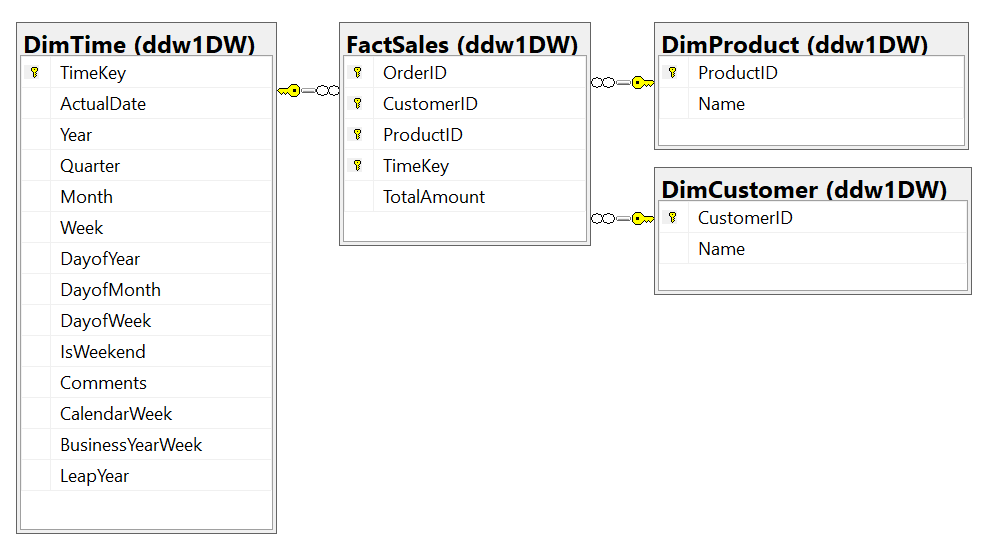 DimTime (ddw1DW)
TimeKey
ActualDate
Year
Quarter
Month
Week
DayofYear
DayofMonth
DayofWeek
IsWeekend
Comments
CalendarWeek
BusinessYearWeek
LeapYear
FactSales (ddw1DW)
OrderID
CustomerID
ProductID
TimeKey
TotalAmount
DimProduct (ddw1DW)
ProductID
Name
DimCustomer (ddw1DW)
CustomerID
Name